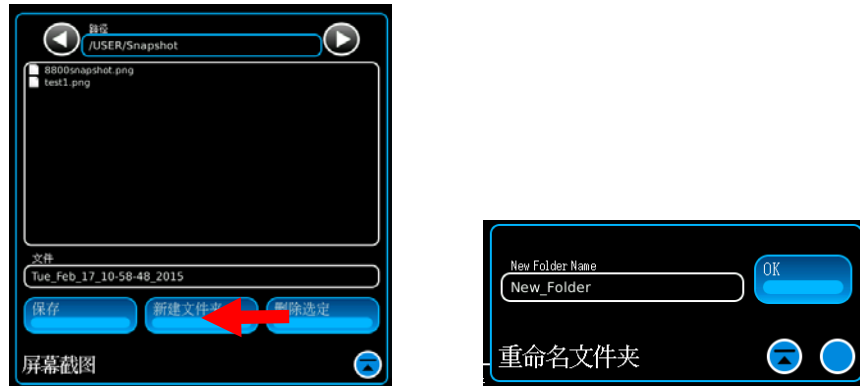 路径
/USER/Snapshot
8800snapshot.png
test1.png
文件
Tue_Feb_17_10-58-48_2015
保存
新建文件夹
删除选定
屏幕截图
New Folder Name
New_Folder
OK
重命名文件夹